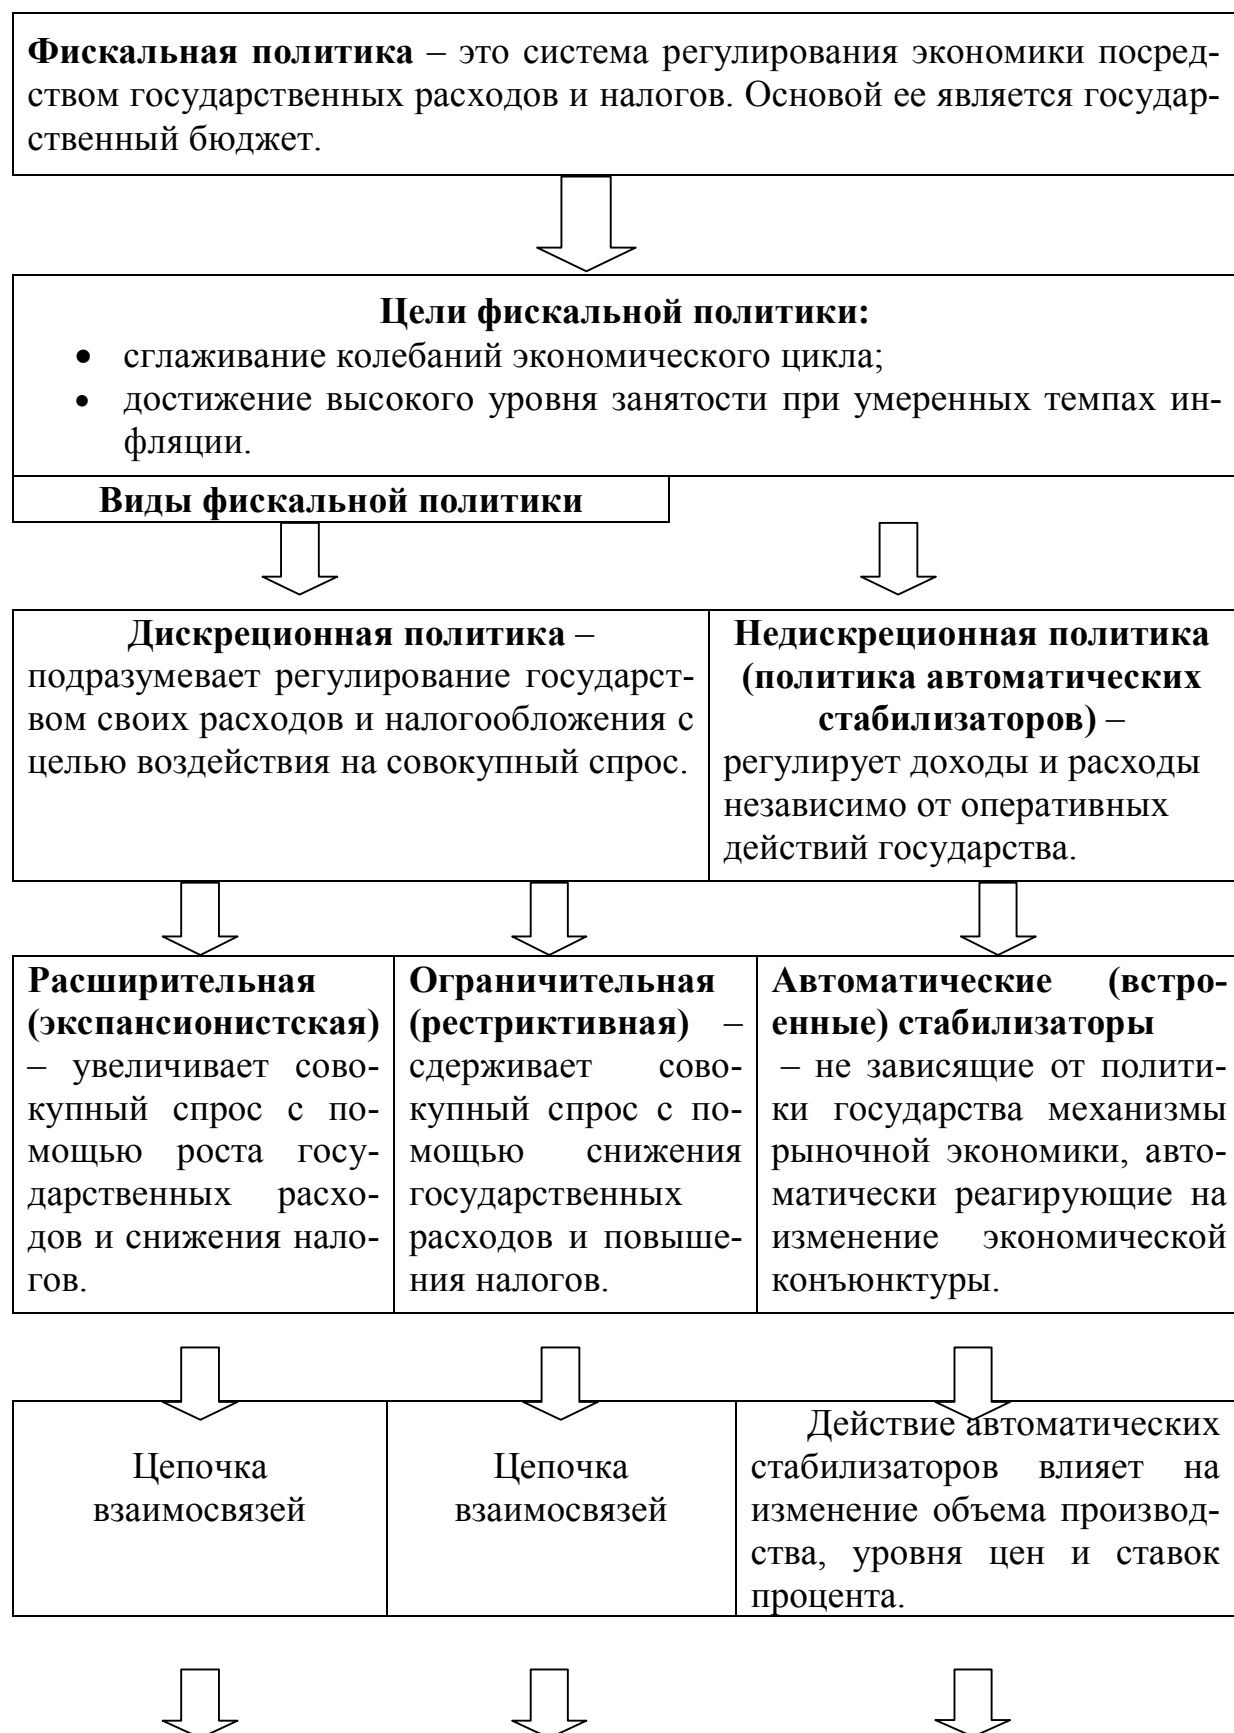 Фискальная политика – это система регулирования экономики посред-
ством государственных расходов и налогов. Основой ее является государ-
ственный бюджет.
Цели фискальной политики:
• сглаживание колебаний экономического цикла;
• достижение высокого уровня занятости при умеренных темпах ин-
фляции.
Виды фискальной политики
Дискреционная политика –
подразумевает регулирование государст-
вом своих расходов и налогообложения с
целью воздействия на совокупный спрос.
Недискреционная политика
(политика автоматических
стабилизаторов) –
регулирует доходы и расходы
независимо от оперативных
действий государства.
Расширительная
(экспансионистская)
– увеличивает сово-
купный спрос с по-
мощью роста госу-
дарственных расхо-
дов и снижения нало-
гов.
Ограничительная
(рестриктивная) –
сдерживает сово-
купный спрос с по-
мощью снижения
государственных
расходов и повыше-
ния налогов.
Автоматические (встро-
енные) стабилизаторы
– не зависящие от полити-
ки государства механизмы
рыночной экономики, авто-
матически реагирующие на
изменение экономической
конъюнктуры.
Цепочка
взаимосвязей
Цепочка
взаимосвязей
Действие автоматических
стабилизаторов влияет на
изменение объема производ-
ства, уровня цен и ставок
процента.